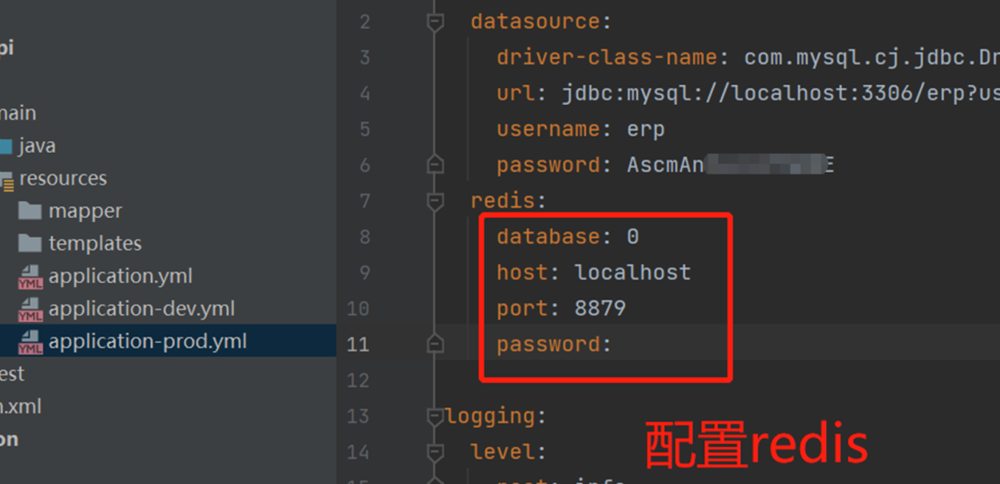 pi
main
java
resources
mapper
templates
application.yml
application-dev.yml
application-prod.yml
est
n.xml
on
2 datasource:
3 driver-class-name: com.mysql.cj.jdbc.Dr
4 url: jdbc:mysql://localhost:3306/erp?us
5 username: erp
6 password: AscmAn E
7 redis:
8 database: 0
9 host: localhost
10 port: 8879
11 password:
12
13 logging:
14 level:
配置redis